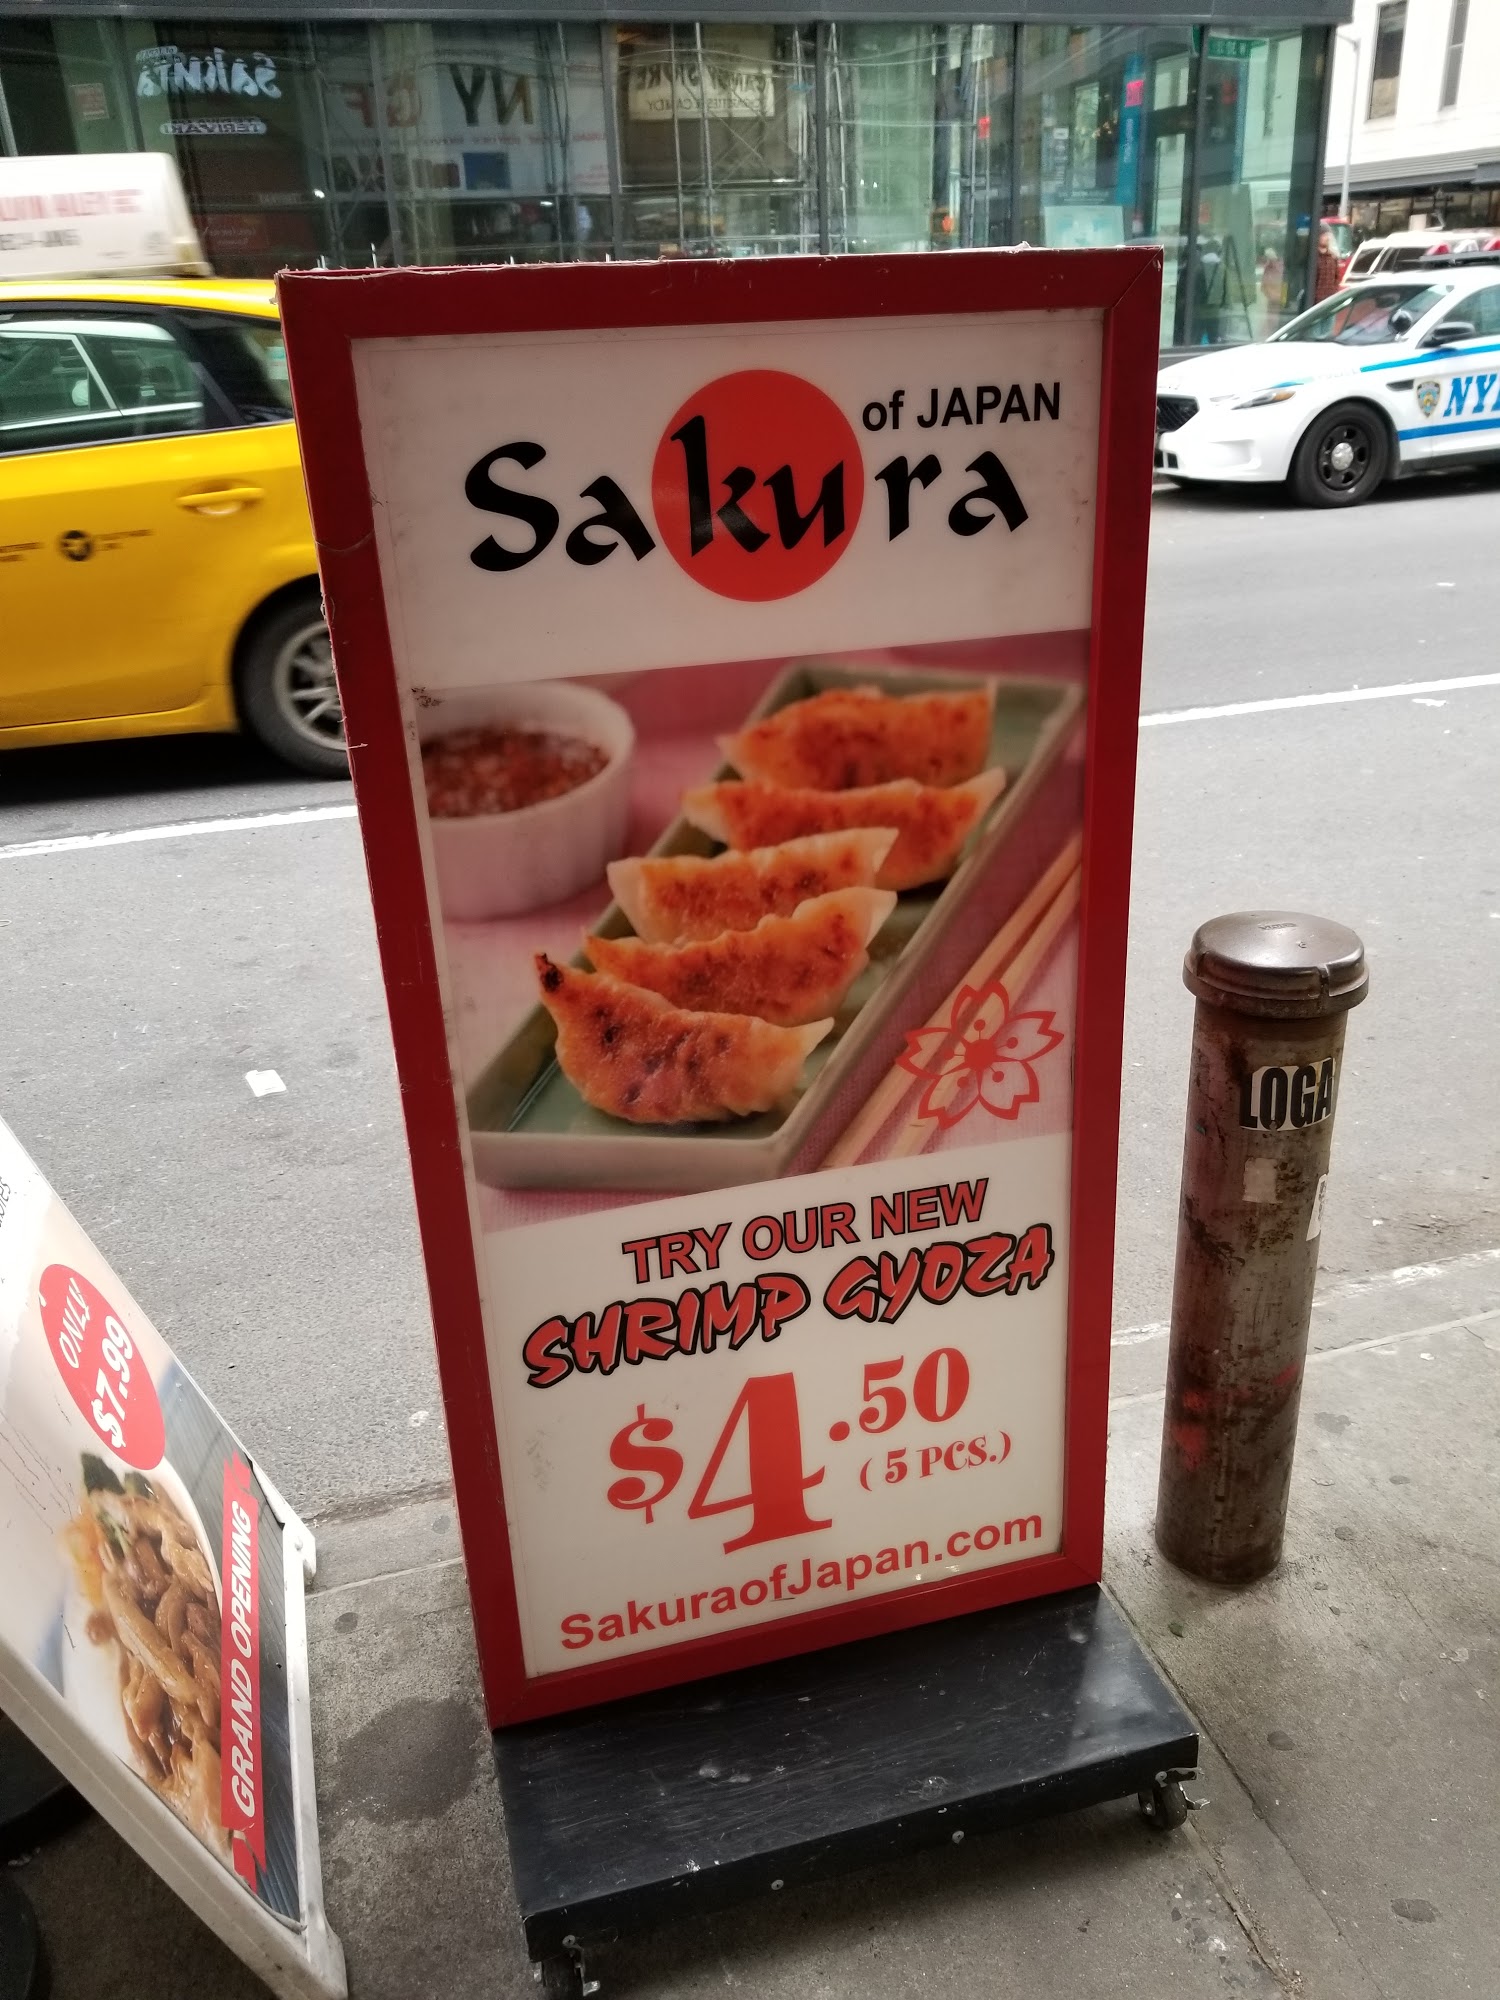 of JAPAN
Sakura
TRY OUR NEW
SHRIMP GYOZA
$4.50
( 5 PCS.)
SakuraofJapan.com
ONLY
$7.99
GRAND OPENING
LOGA
NY